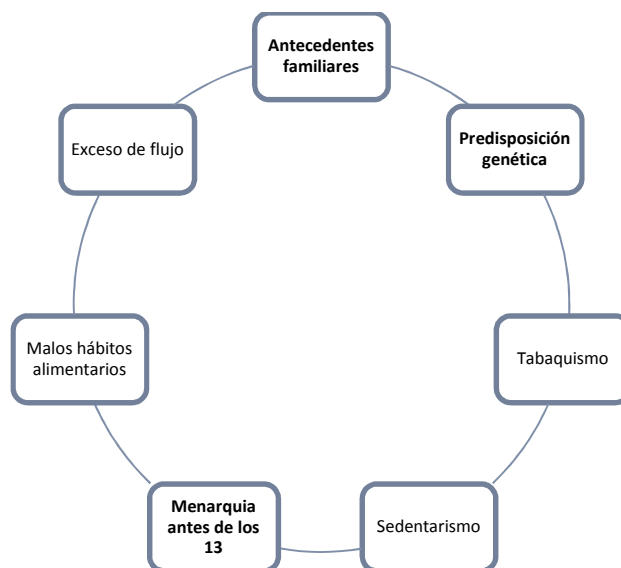 Antecedentes
familiares
Predisposición
genética
Tabaquismo
Sedentarismo
Menarquia
antes de los
13
Malos hábitos
alimentarios
Exceso de flujo